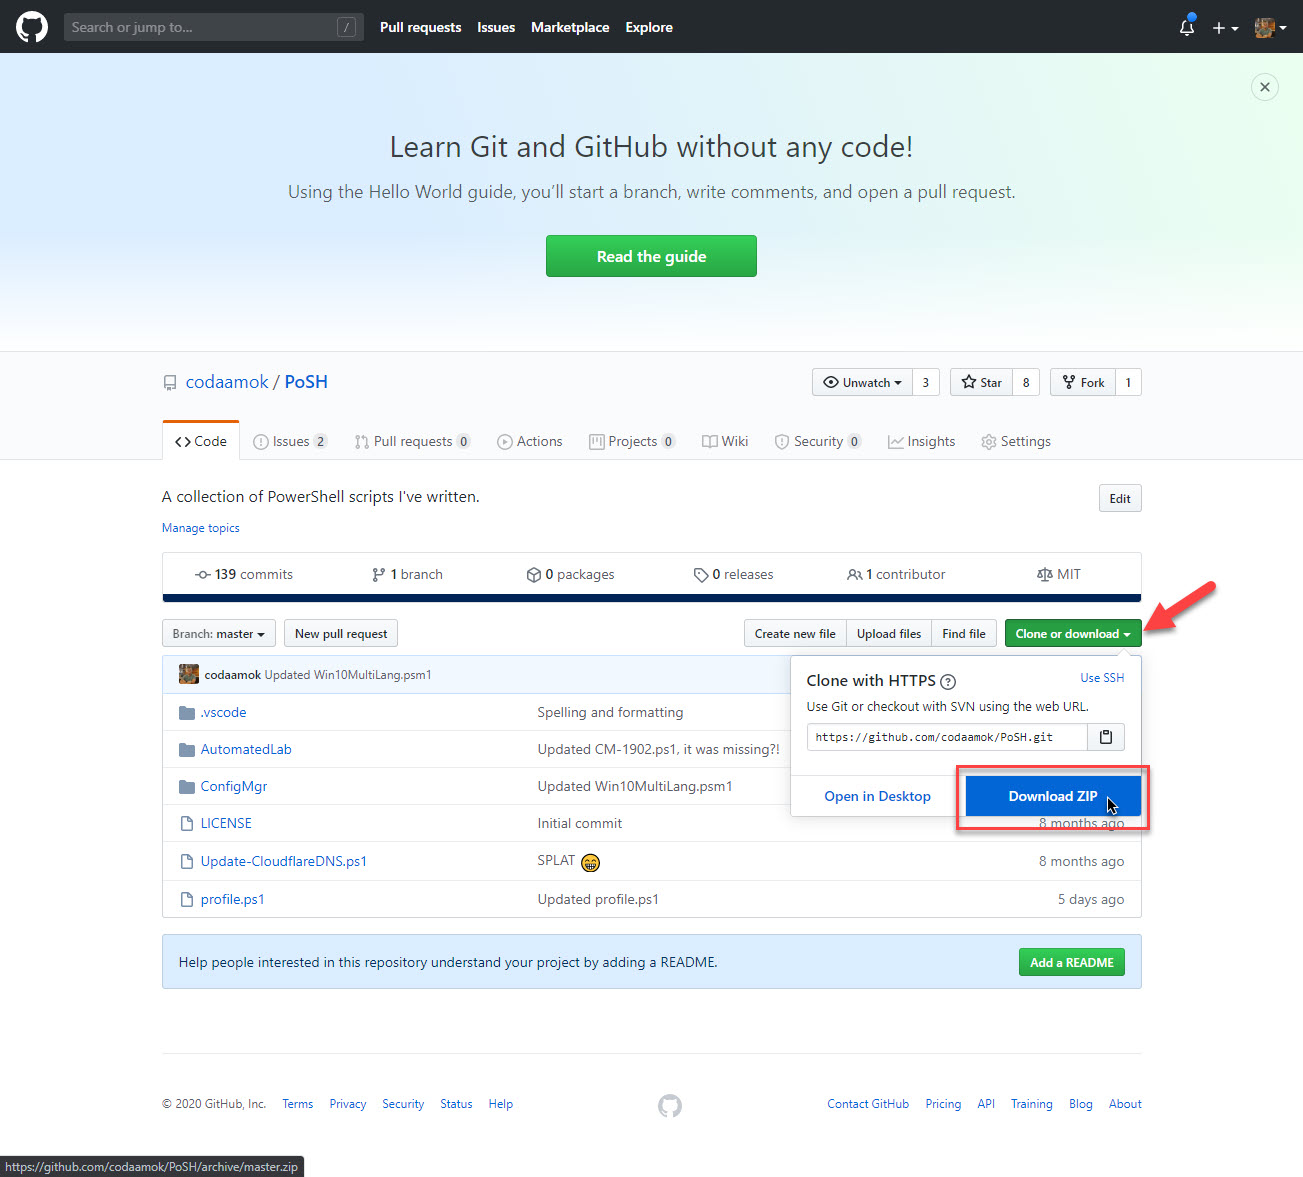 Search or jump to... / Pull requests Issues Marketplace Explore
Learn Git and GitHub without any code!
Using the Hello World guide, you’ll start a branch, write comments, and open a pull request.
Read the guide
codaamok / PoSH Unwatch 3 Star 8 Fork 1
Code Issues 2 Pull requests 0 Actions Projects 0 Wiki Security 0 Insights Settings
A collection of PowerShell scripts I've written. Edit
Manage topics
139 commits 1 branch 0 packages 0 releases 1 contributor MIT
Branch: master New pull request Create new file Upload files Find file Clone or download
codaamok Updated Win10MultiLang.psm1
Clone with HTTPS ? Use SSH
Use Git or checkout with SVN using the web URL.
https://github.com/codaamok/PoSH.git
Open in Desktop Download ZIP
.vscode Spelling and formatting
AutomatedLab Updated CM-1902.ps1, it was missing?!
ConfigMgr Updated Win10MultiLang.psm1
LICENSE Initial commit 8 months ago
Update-CloudflareDNS.ps1 SPLAT 😁 8 months ago
profile.ps1 Updated profile.ps1 5 days ago
Help people interested in this repository understand your project by adding a README. Add a README
© 2020 GitHub, Inc. Terms Privacy Security Status Help Contact GitHub Pricing API Training Blog About
https://github.com/codaamok/PoSH/archive/master.zip